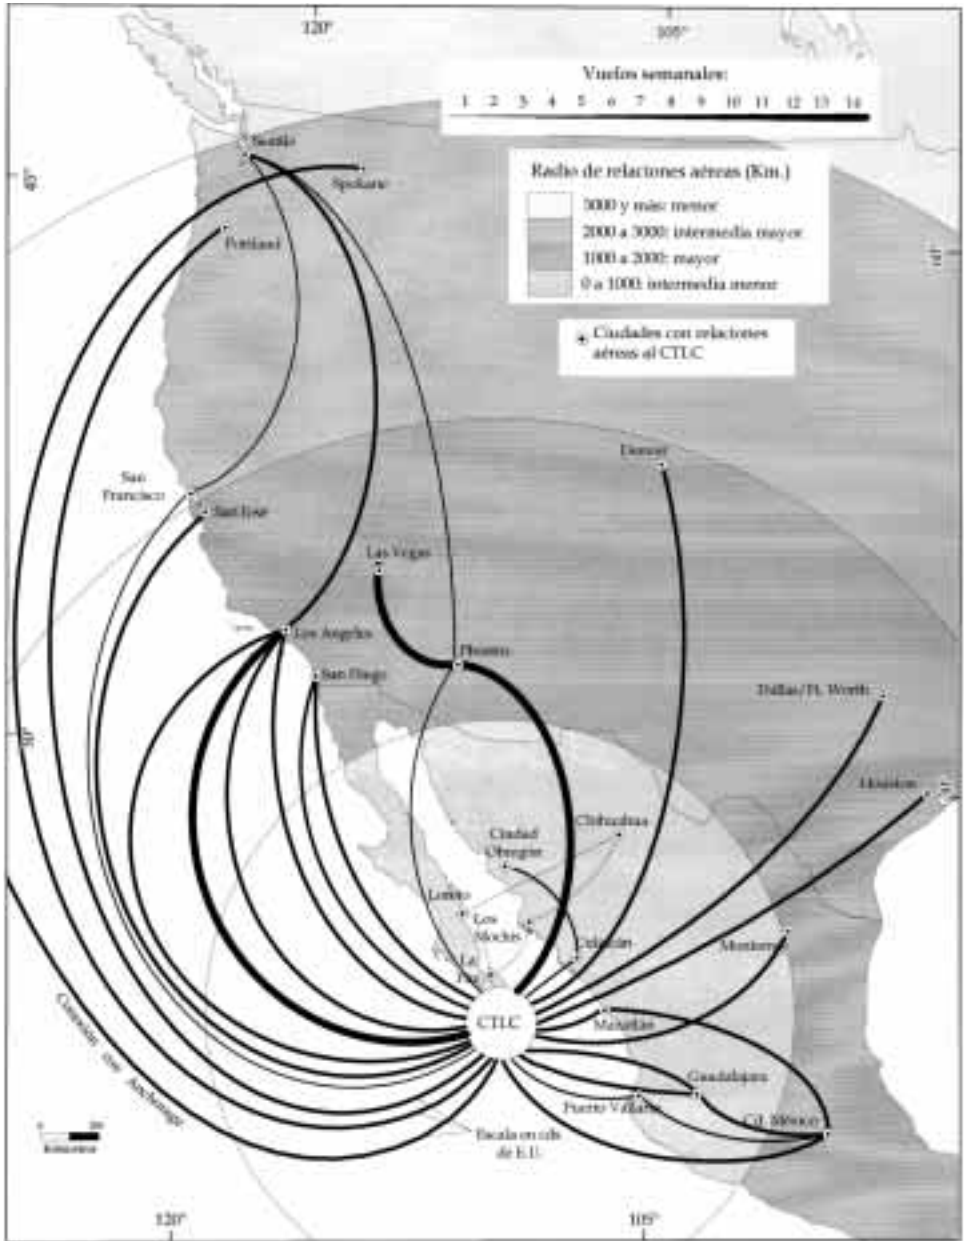 120°
105°
Vuelos semanales:
1 2 3 4 5 6 7 8 9 10 11 12 13 14
Radio de relaciones aéreas (Km.)
3000 y más: menor
2000 a 3000: intermedia mayor
1000 a 2000: mayor
0 a 1000: intermedia menor
Ciudades con relaciones
aéreas al CTLC
45°
Seattle
Spokane
Portland
San
Francisco
San José
Denver
Las Vegas
Los Angeles
Phoenix
San Diego
Dallas/Ft. Worth
30°
Houston
Chihuahua
Ciudad
Obregón
Loreto
Los
Mochis
Culiacán
Monterrey
La
Paz
CTLC
Mazatlán
Conexión con Anchorage
Guadalajara
Puerto Vallarta
Cd. México
Escala en cds.
de E.U.
0
Kilómetros
120°
105°